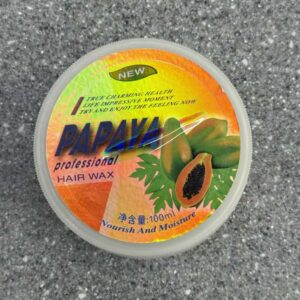 NEW
TRUE CHARMING HEALTH
LIFE IMPRESSIVE MOMENT
TRY AND ENJOY THE FEELING NOW
PAPAYA
professional
HAIR WAX
净含量:100ml
Nourish And Moisture